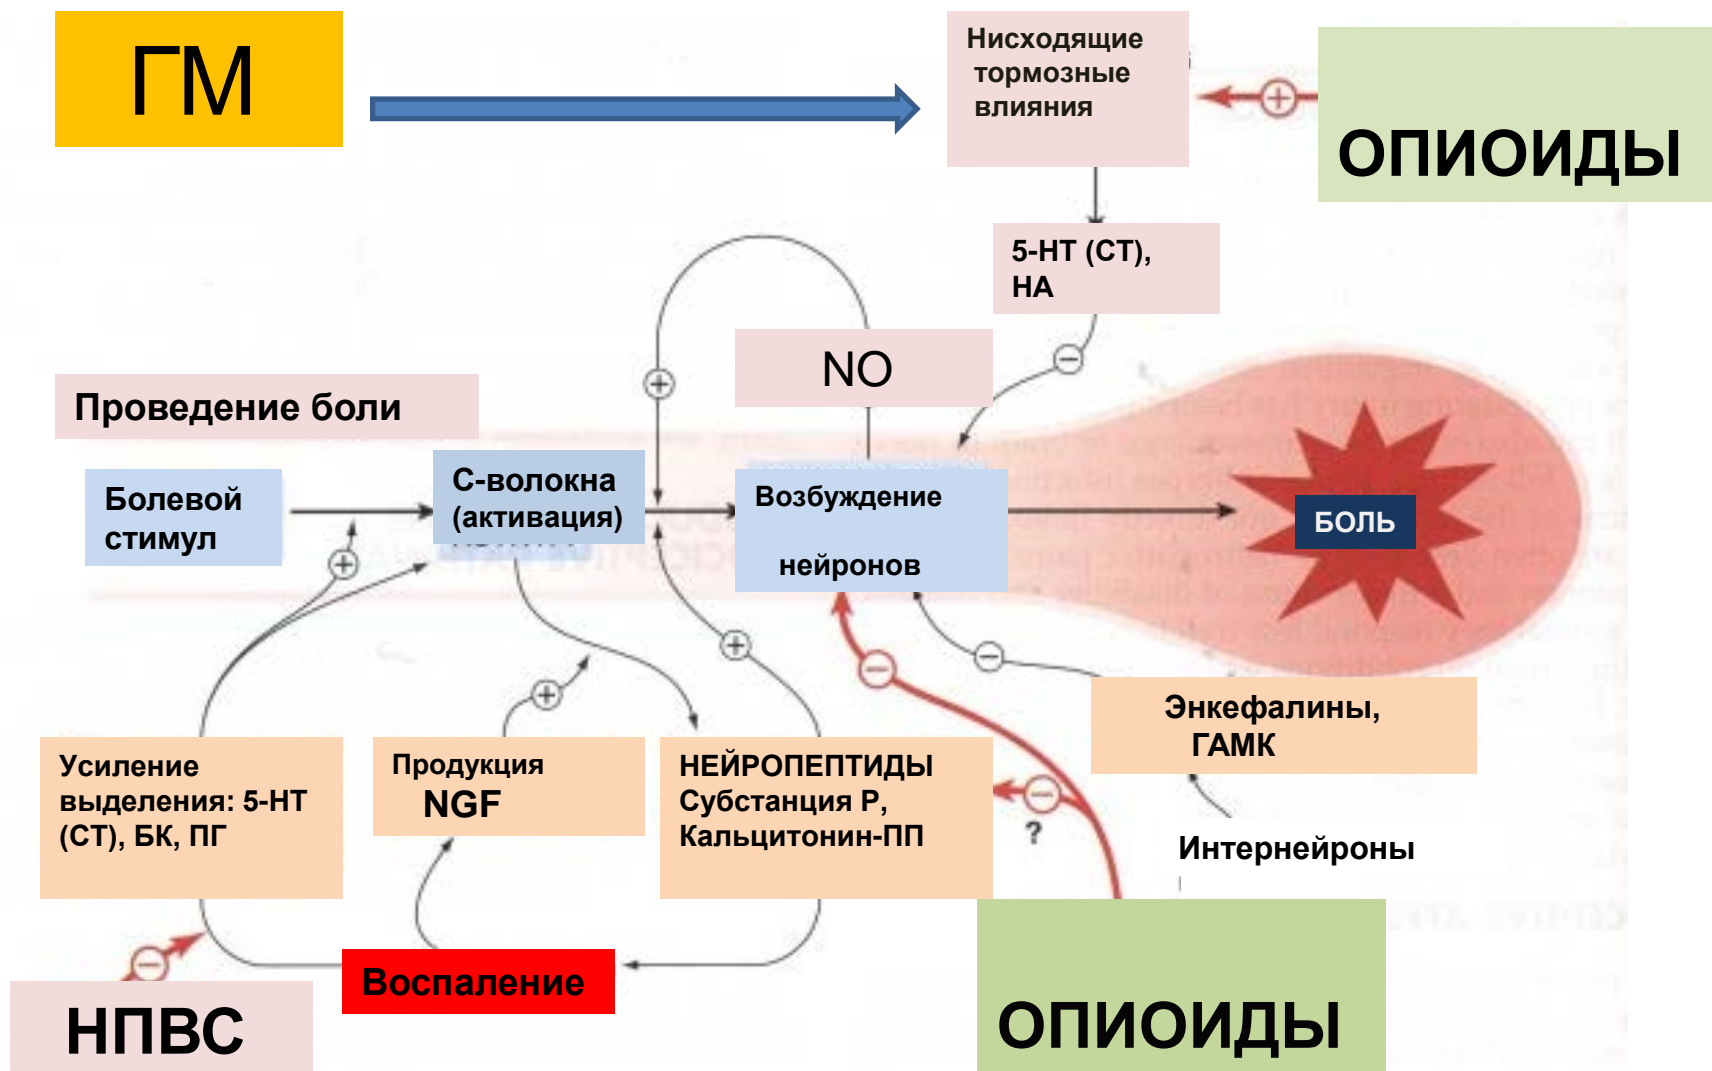 ГМ
Нисходящие
тормозные
влияния
ОПИОИДЫ
5-НТ (СТ),
НА
NO
Проведение боли
Болевой
стимул
С-волокна
(активация)
Возбуждение
нейронов
БОЛЬ
Энкефалины,
ГАМК
Усиление
выделения: 5-НТ
(СТ), БК, ПГ
Продукция
NGF
НЕЙРОПЕПТИДЫ
Субстанция Р,
Кальцитонин-ПП
?
Интернейроны
Воспаление
НПВС
ОПИОИДЫ